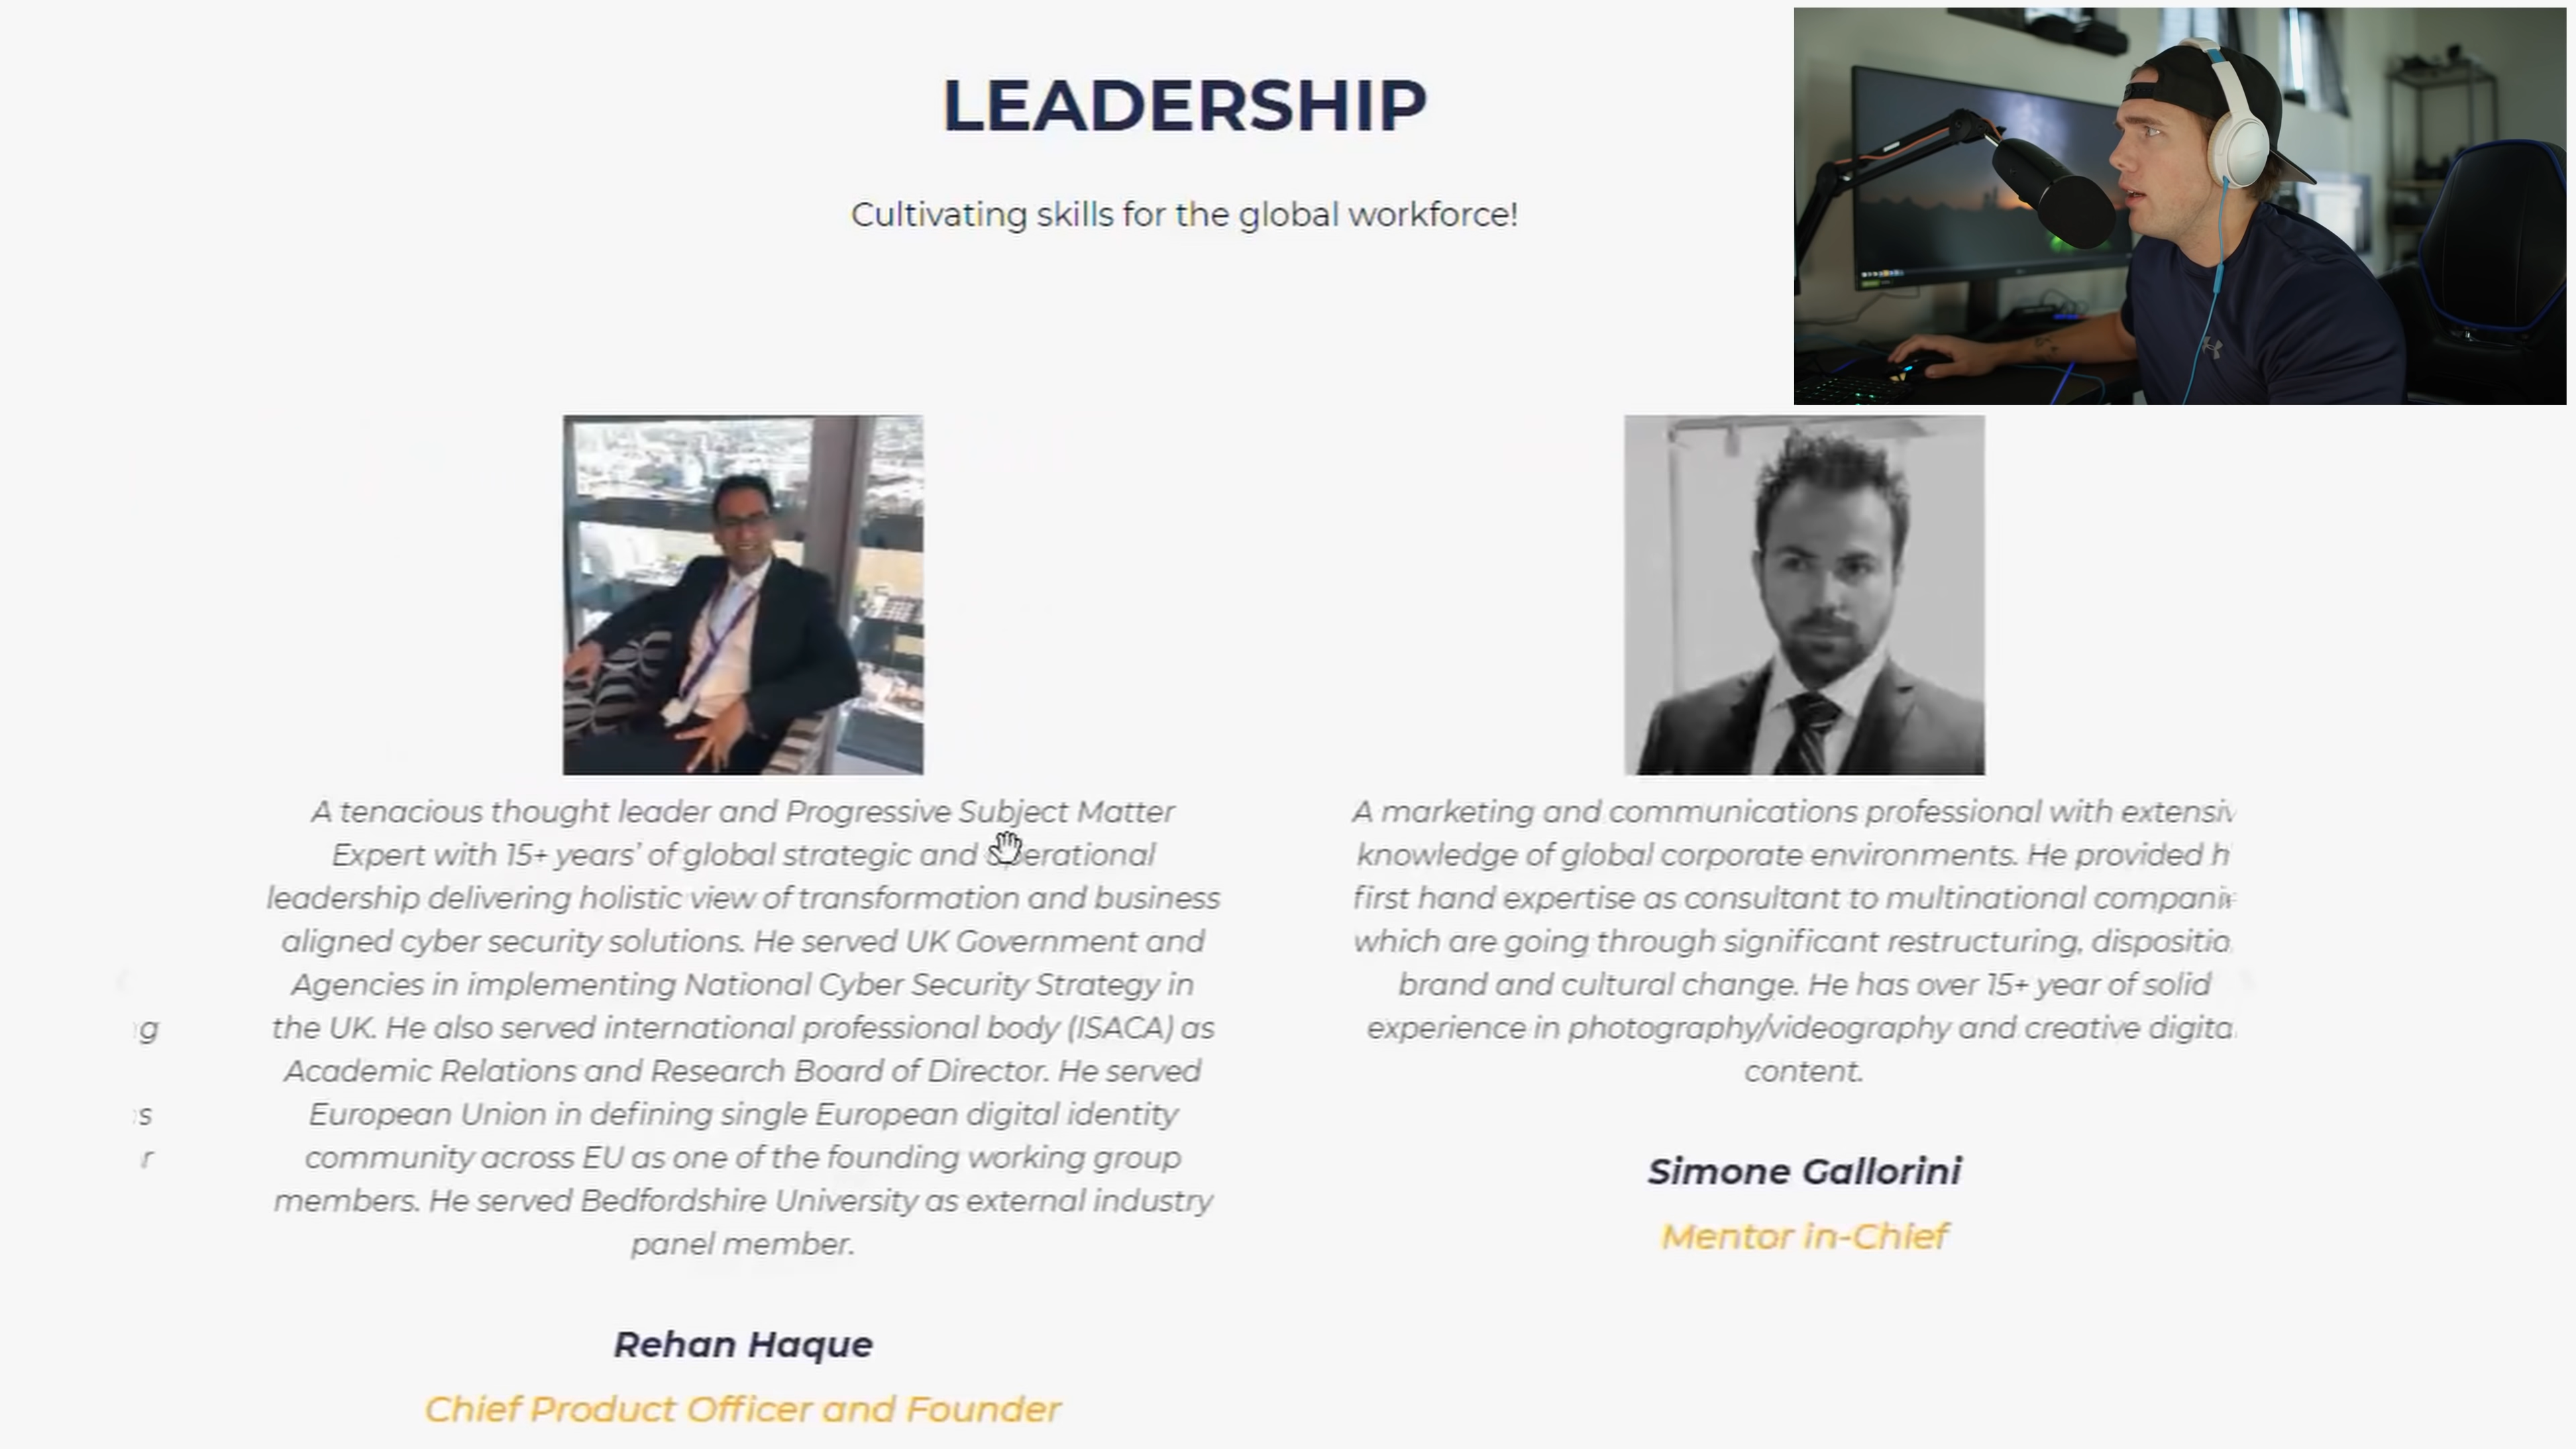 LEADERSHIP
Cultivating skills for the global workforce!
A tenacious thought leader and Progressive Subject Matter
Expert with 15+ years' of global strategic and
leadership delivering holistic view of transformation and business
aligned cyber security solutions. He served UK Government and
Agencies in implementing National Cyber Security Strategy in
the UK. He also served international professional body (ISACA) as
Academic Relations and Research Board of Director. He served
European Union in defining single European digital identity
community across EU as one of the founding working group
members. He served Bedfordshire University as external industry
panel member.
Rehan Haque
Chief Product Officer and Founder
A marketing and communications professional with
knowledge of global corporate environments. He provided
first hand expertise as consultant to multinational
which are going through significant restructuring,
brand and cultural change. He has over 15+ year of solid
experience in photography/videography and creative
content.
Simone Gallorini
Mentor in-Chief